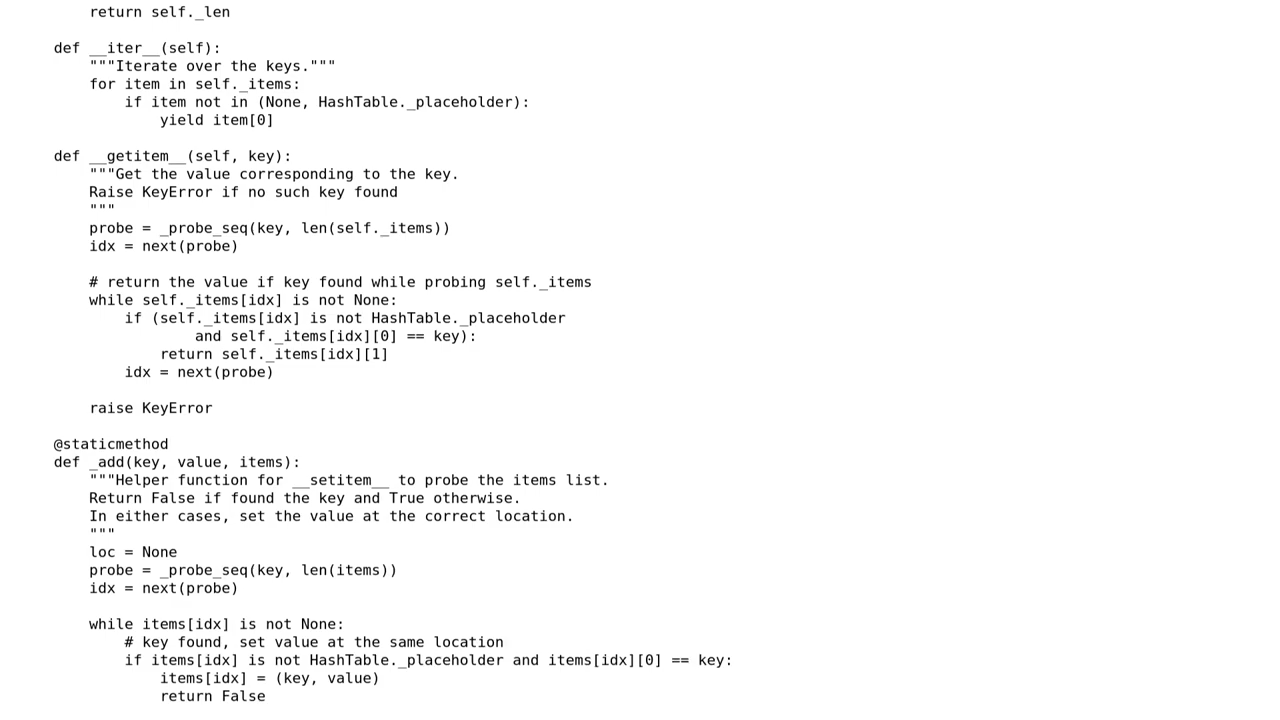 return self._len

    def __iter__(self):
        """Iterate over the keys."""
        for item in self._items:
            if item not in (None, HashTable._placeholder):
                yield item[0]

    def __getitem__(self, key):
        """Get the value corresponding to the key.
        Raise KeyError if no such key found
        """
        probe = _probe_seq(key, len(self._items))
        idx = next(probe)

        # return the value if key found while probing self._items
        while self._items[idx] is not None:
            if (self._items[idx] is not HashTable._placeholder
                    and self._items[idx][0] == key):
                return self._items[idx][1]
            idx = next(probe)

        raise KeyError

    @staticmethod
    def _add(key, value, items):
        """Helper function for __setitem__ to probe the items list.
        Return False if found the key and True otherwise.
        In either cases, set the value at the correct location.
        """
        loc = None
        probe = _probe_seq(key, len(items))
        idx = next(probe)

        while items[idx] is not None:
            # key found, set value at the same location
            if items[idx] is not HashTable._placeholder and items[idx][0] == key:
                items[idx] = (key, value)
                return False